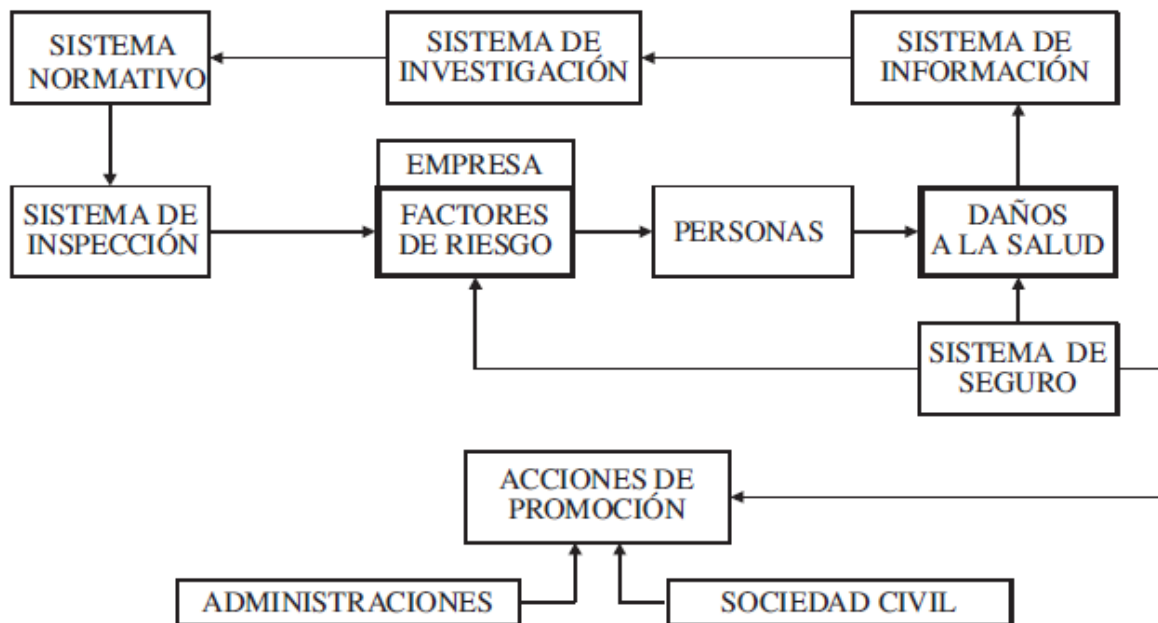 SISTEMA
NORMATIVO
SISTEMA DE
INVESTIGACIÓN
SISTEMA DE
INFORMACIÓN
EMPRESA
SISTEMA DE
INSPECCIÓN
FACTORES
DE RIESGO
PERSONAS
DAÑOS
A LA SALUD
SISTEMA DE
SEGURO
ACCIONES DE
PROMOCIÓN
ADMINISTRACIONES
SOCIEDAD CIVIL